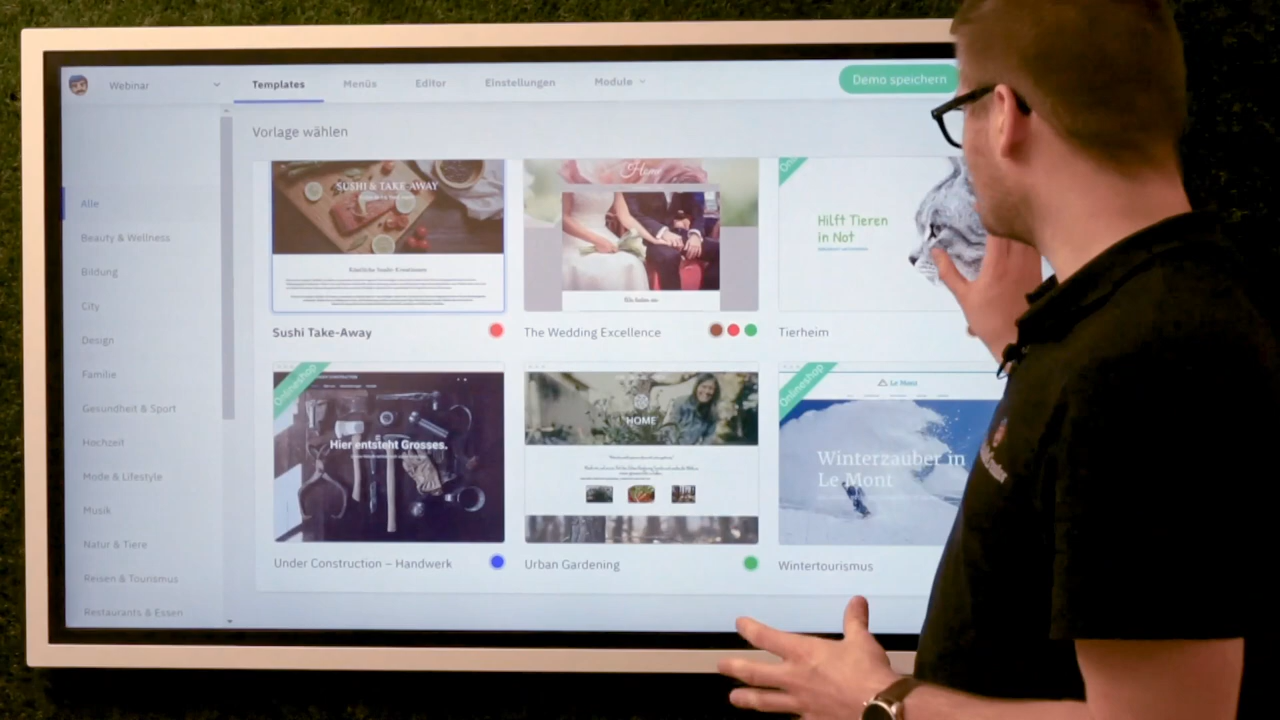 Webinar
Templates
Menüs
Editor
Einstellungen
Module
Demo speichern
Vorlage wählen
Alle
Beauty & Wellness
Bildung
City
Design
Familie
Gesundheit & Sport
Hochzeit
Mode & Lifestyle
Musik
Natur & Tiere
Reisen & Tourismus
Restaurants & Essen
SUSHI & TAKE-AWAY
Köstliche Sushi-Kreationen
Sushi Take-Away
Home
The Wedding Excellence
Hilft Tieren
in Not
Tierheim
Onlineshop
Hier entsteht Grosses.
Under Construction – Handwerk
HOME
Urban Gardening
Onlineshop
Le Mont
Winterzauber in
Le Mont
Wintertourismus